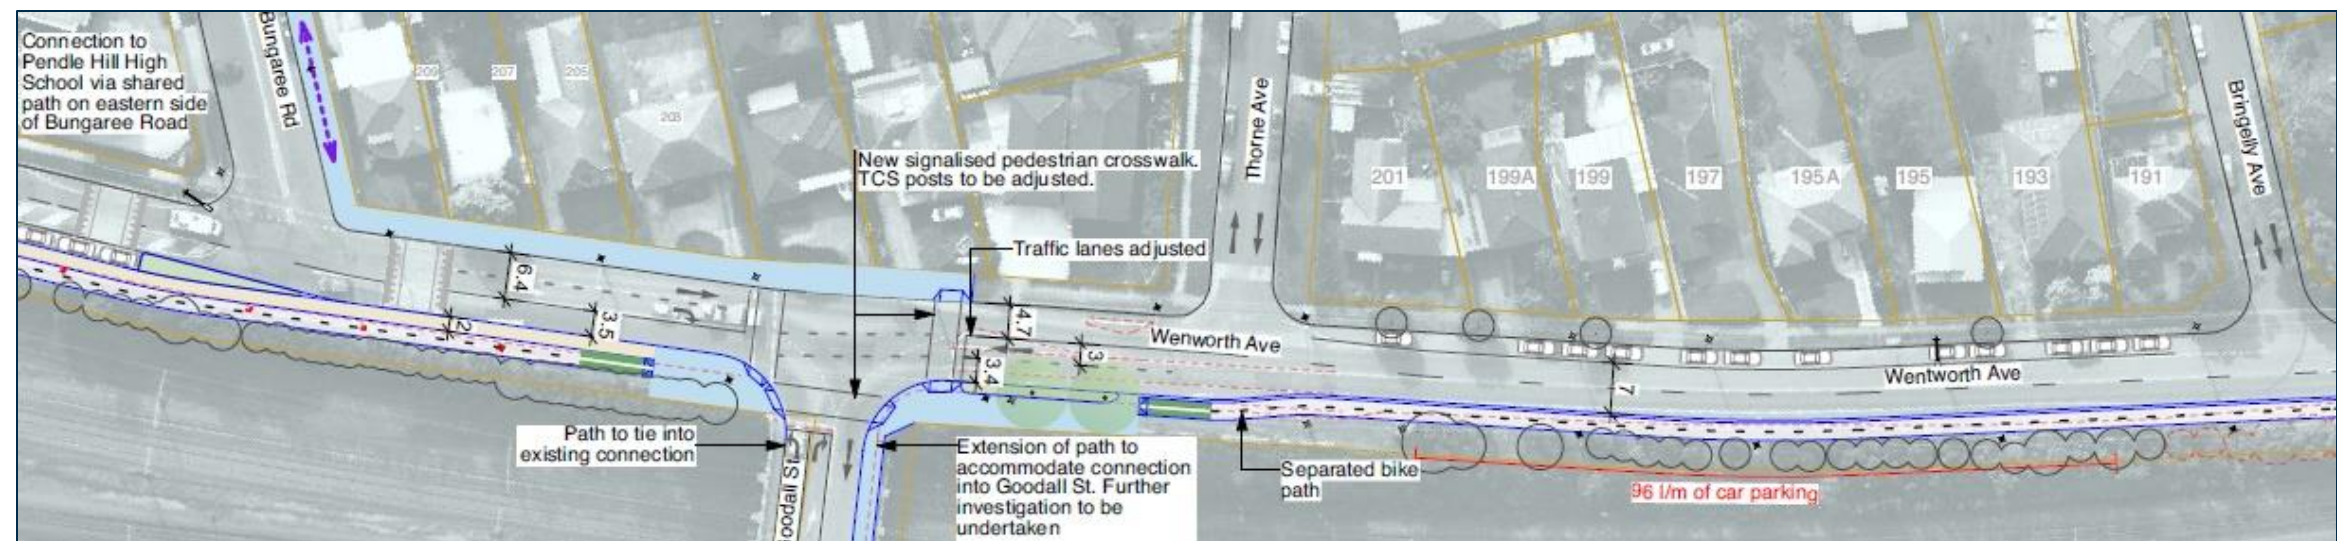 Connection to
Pendle Hill High
School via shared
path on eastern side
of Bungaree Road
Bungaree Rd
209
207
205
203
New signalised pedestrian crosswalk.
TCS posts to be adjusted.
Traffic lanes adjusted
Thorne Ave
201
199A
199
197
195A
195
193
191
Bringelly Ave
6.4
3.5
2
4.7
3
3.4
Wenworth Ave
Wentworth Ave
7
Path to tie into
existing connection
oodall St
Extension of path to
accommodate connection
into Goodall St. Further
investigation to be
undertaken
Separated bike
path
96 l/m of car parking